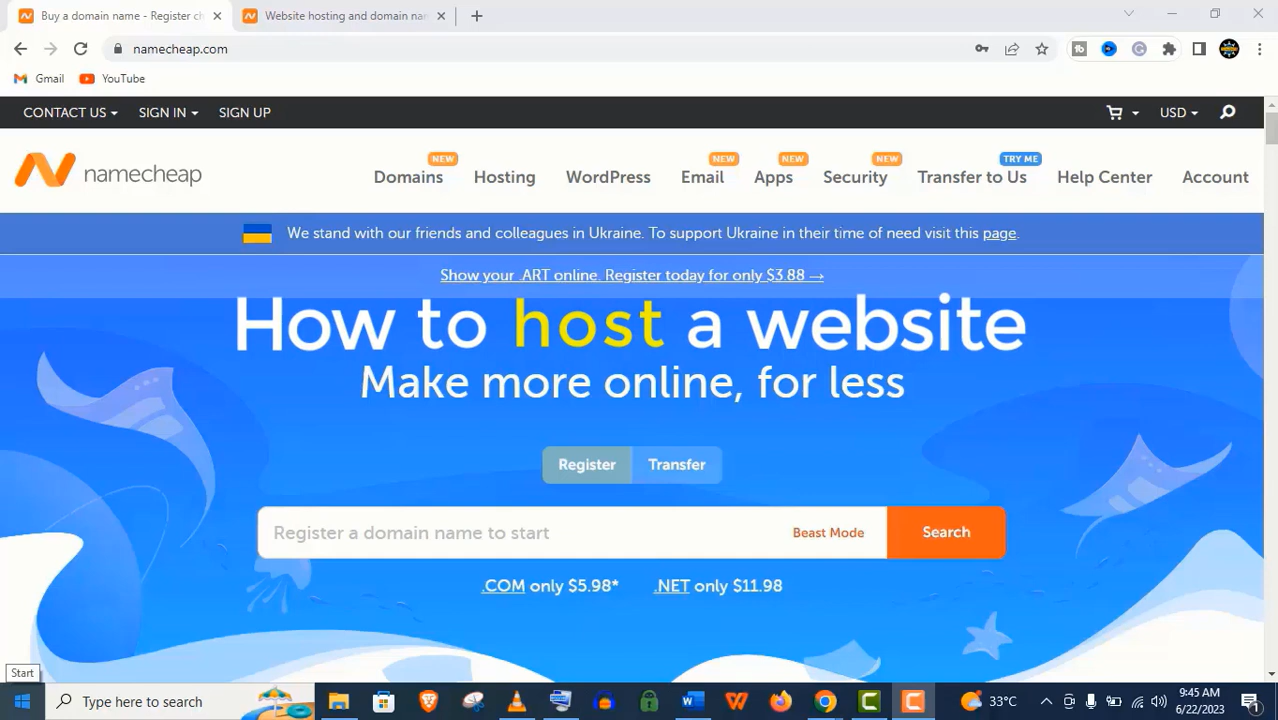 Buy a domain name - Register ch
Website hosting and domain nam
namecheap.com
Gmail
YouTube
CONTACT US
SIGN IN
SIGN UP
USD
NEW
NEW
NEW
NEW
TRY ME
namecheap
Domains
Hosting
WordPress
Email
Apps
Security
Transfer to Us
Help Center
Account
We stand with our friends and colleagues in Ukraine. To support Ukraine in their time of need visit this page.
Show your .ART online. Register today for only $3.88 →
How to host a website
Make more online, for less
Register
Transfer
Register a domain name to start
Beast Mode
Search
.COM only $5.98*
.NET only $11.98
Start
Type here to search
33°C
9:45 AM
6/22/2023
1